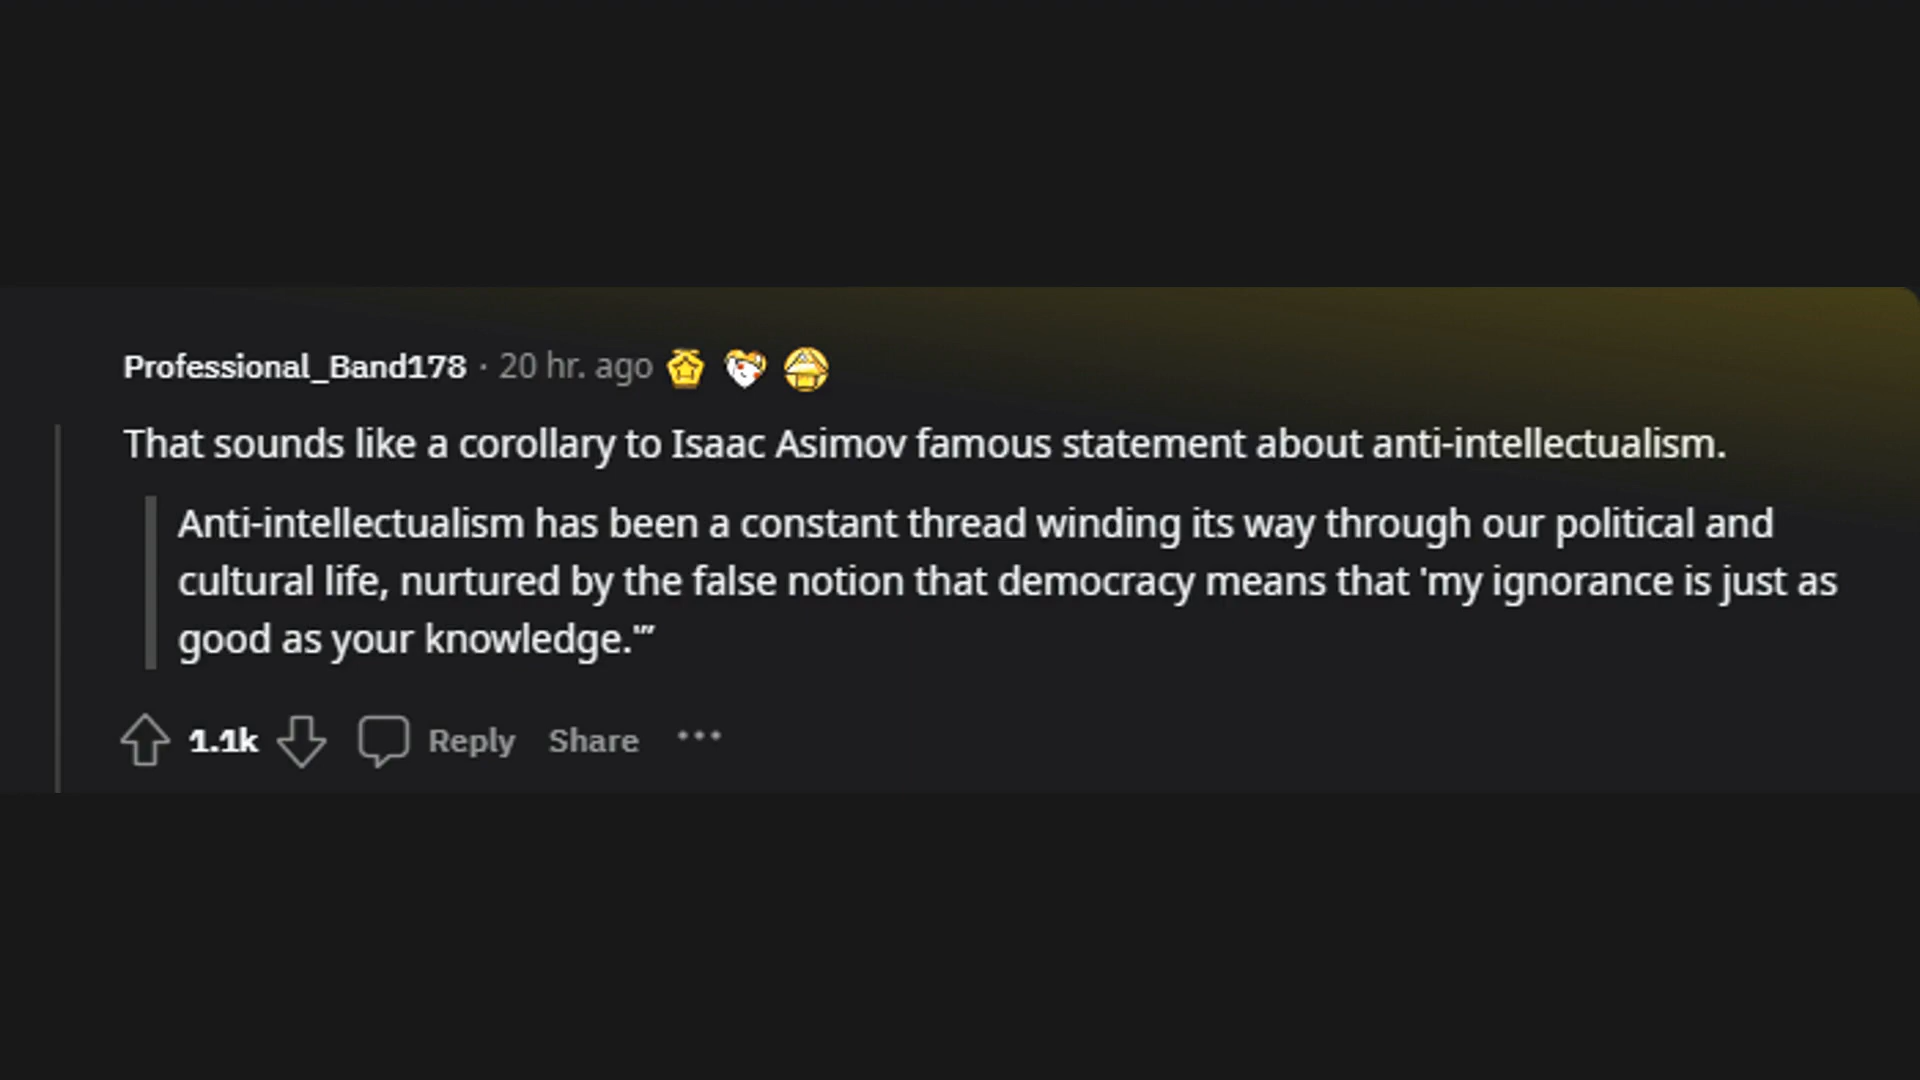 Professional_Band178 · 20 hr. ago
That sounds like a corollary to Isaac Asimov famous statement about anti-intellectualism.
Anti-intellectualism has been a constant thread winding its way through our political and
cultural life, nurtured by the false notion that democracy means that 'my ignorance is just as
good as your knowledge.'"
1.1k Reply Share ···